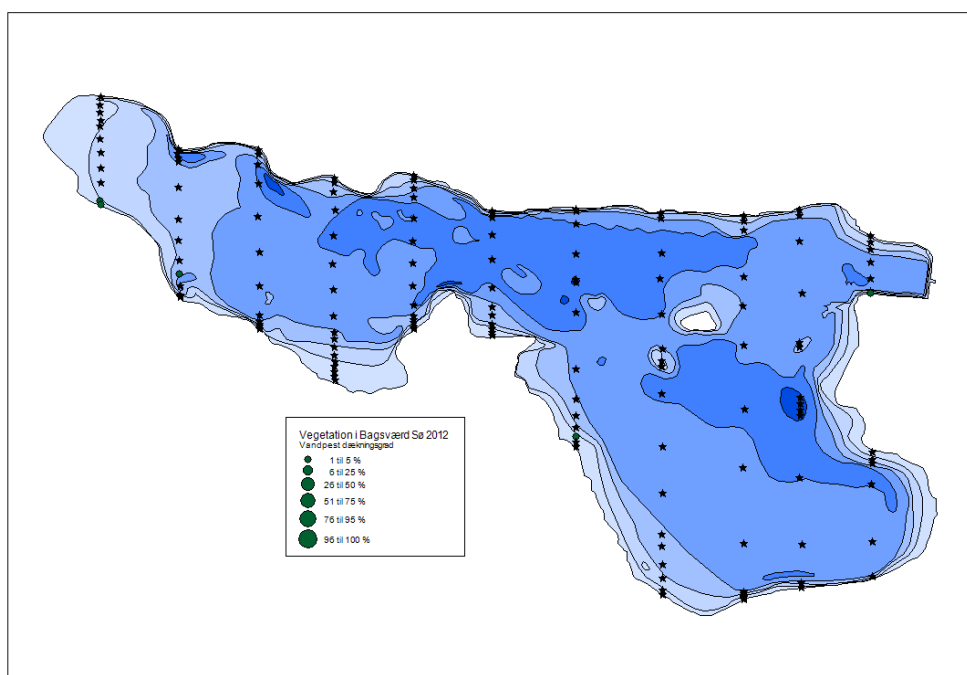 Vegetation i Bagsværd Sø 2012
Vandpest dækningsgrad
1 til 5 %
6 til 25 %
26 til 50 %
51 til 75 %
76 til 95 %
96 til 100 %